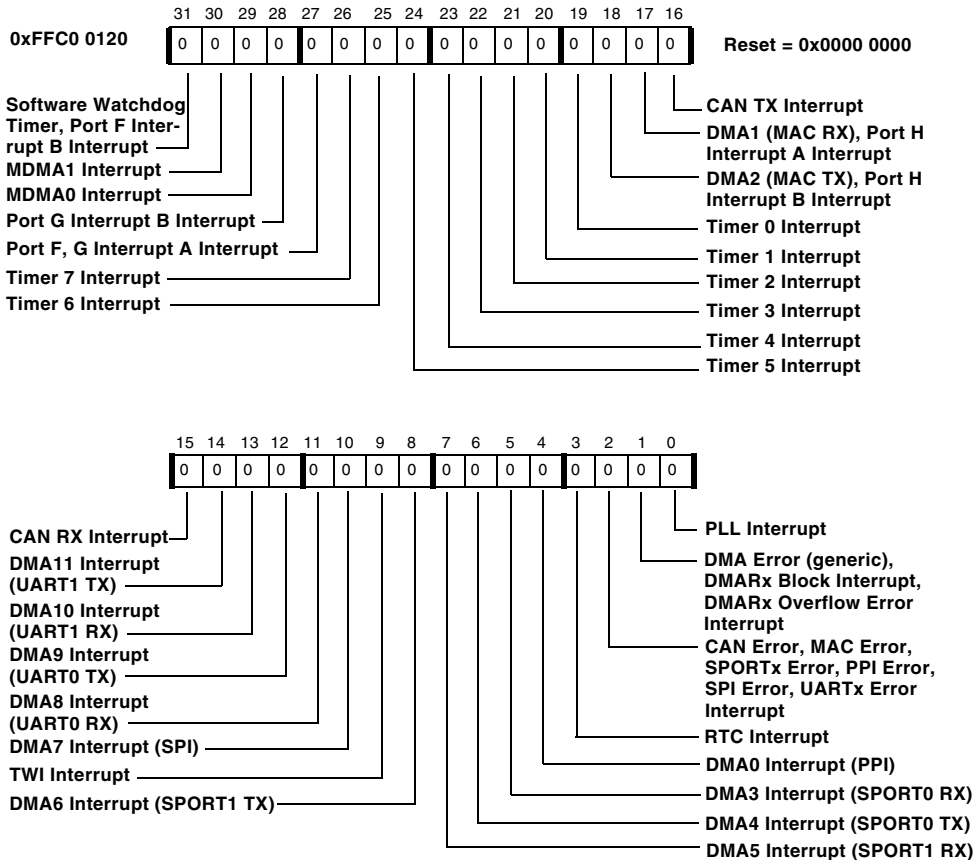 31 30 29 28 27 26 25 24 23 22 21 20 19 18 17 16
0xFFC0 0120
0 0 0 0 0 0 0 0 0 0 0 0 0 0 0 0
Reset = 0x0000 0000
Software Watchdog
Timer, Port F Inter-
rupt B Interrupt
MDMA1 Interrupt
MDMA0 Interrupt
Port G Interrupt B Interrupt
Port F, G Interrupt A Interrupt
Timer 7 Interrupt
Timer 6 Interrupt
CAN TX Interrupt
DMA1 (MAC RX), Port H
Interrupt A Interrupt
DMA2 (MAC TX), Port H
Interrupt B Interrupt
Timer 0 Interrupt
Timer 1 Interrupt
Timer 2 Interrupt
Timer 3 Interrupt
Timer 4 Interrupt
Timer 5 Interrupt
15 14 13 12 11 10 9 8 7 6 5 4 3 2 1 0
0 0 0 0 0 0 0 0 0 0 0 0 0 0 0 0
CAN RX Interrupt
DMA11 Interrupt
(UART1 TX)
DMA10 Interrupt
(UART1 RX)
DMA9 Interrupt
(UART0 TX)
DMA8 Interrupt
(UART0 RX)
DMA7 Interrupt (SPI)
TWI Interrupt
DMA6 Interrupt (SPORT1 TX)
PLL Interrupt
DMA Error (generic),
DMARx Block Interrupt,
DMARx Overflow Error
Interrupt
CAN Error, MAC Error,
SPORTx Error, PPI Error,
SPI Error, UARTx Error
Interrupt
RTC Interrupt
DMA0 Interrupt (PPI)
DMA3 Interrupt (SPORT0 RX)
DMA4 Interrupt (SPORT0 TX)
DMA5 Interrupt (SPORT1 RX)